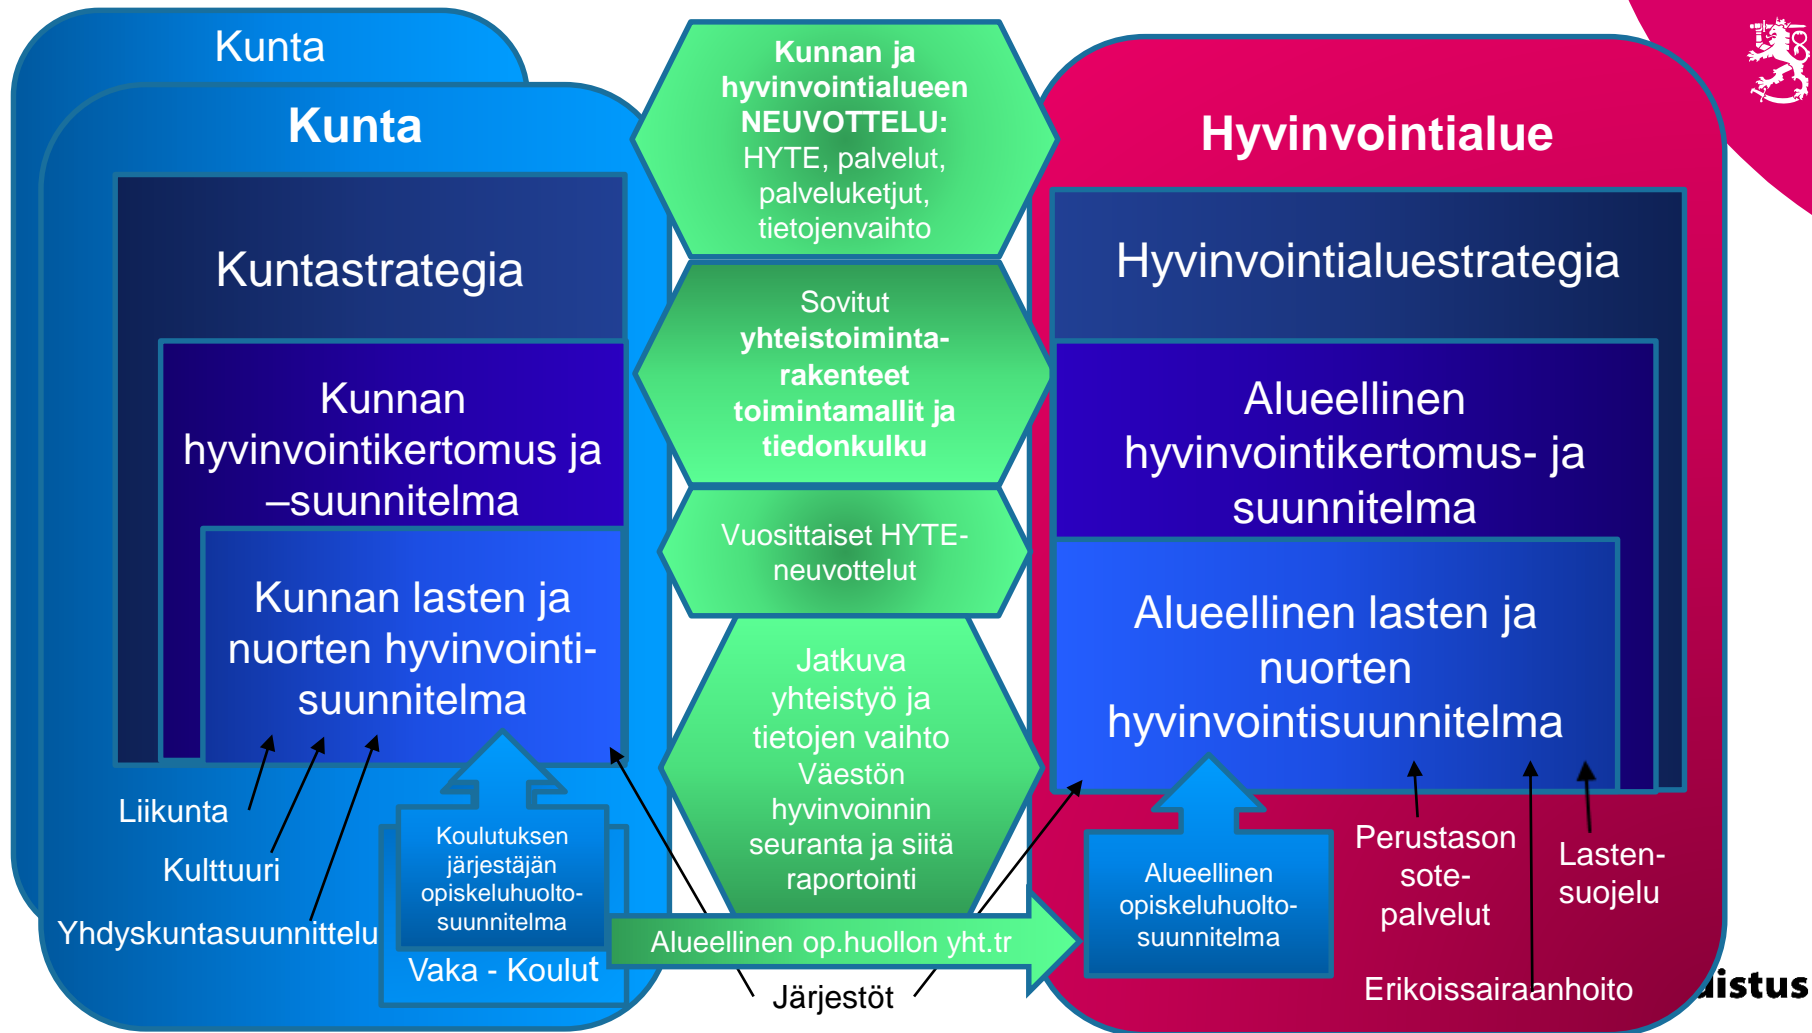 Kunta
Kunta
Kuntastrategia
Kunnan
hyvinvointikertomus ja
–suunnitelma
Kunnan lasten ja
nuorten hyvinvointi-
suunnitelma
Liikunta
Kulttuuri
Yhdyskuntasuunnittelu
Koulutuksen
järjestäjän
opiskeluhuolto-
suunnitelma
Vaka - Koulut
Kunnan ja
hyvinvointialueen
NEUVOTTELU:
HYTE, palvelut,
palveluketjut,
tietojenvaihto
Sovitut
yhteistoiminta-
rakenteet
toimintamallit ja
tiedonkulku
Vuosittaiset HYTE-
neuvottelut
Jatkuva
yhteistyö ja
tietojen vaihto
Väestön
hyvinvoinnin
seuranta ja siitä
raportointi
Alueellinen op.huollon yht.tr
Järjestöt
Hyvinvointialue
Hyvinvointialuestrategia
Alueellinen
hyvinvointikertomus- ja
suunnitelma
Alueellinen lasten ja
nuorten
hyvinvointisuunnitelma
Alueellinen
opiskeluhuolto-
suunnitelma
Perustason
sote-
palvelut
Lasten-
suojelu
Erikoissairaanhoito